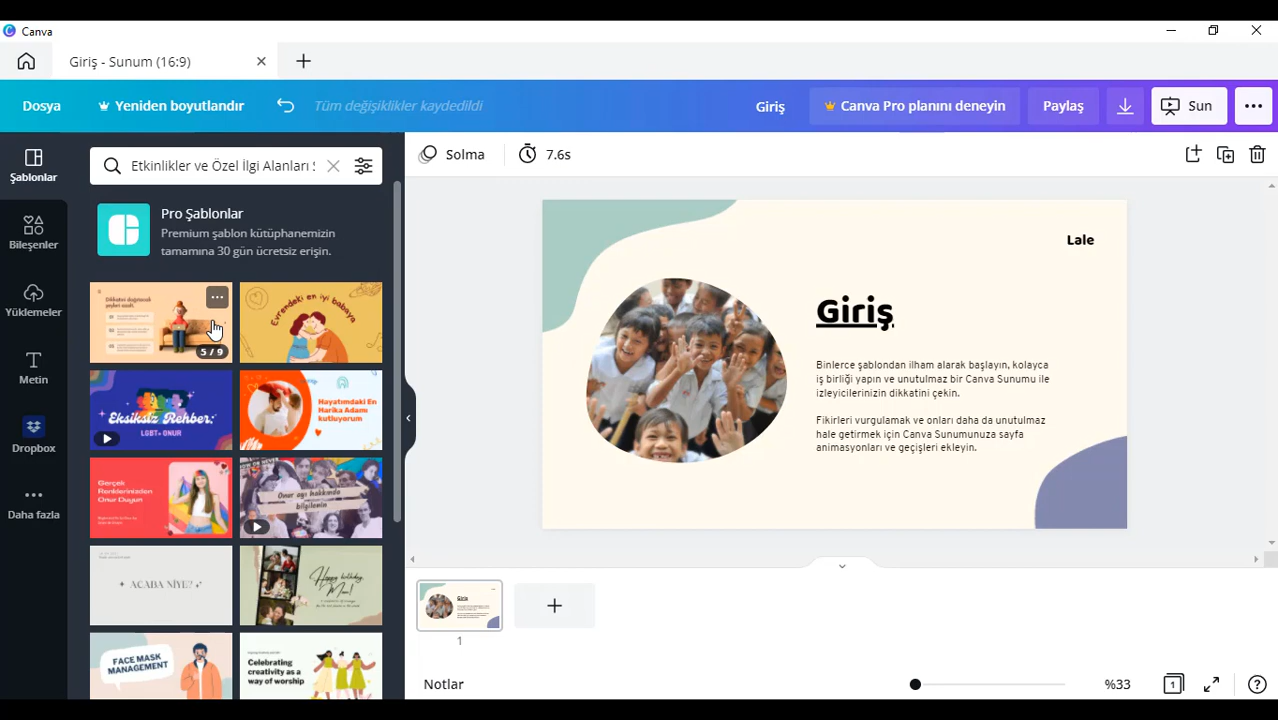 Canva
Giriş - Sunum (16:9)
Dosya
Yeniden boyutlandır
Tüm değişiklikler kaydedildi
Giriş
Canva Pro planını deneyin
Paylaş
Sun
Şablonlar
Bileşenler
Yüklemeler
Metin
Dropbox
Daha fazla
Etkinlikler ve Özel İlgi Alanları
Pro Şablonlar
Premium şablon kütüphanemizin
tamamına 30 gün ücretsiz erişin.
Dikkatini dağıtacak
şeyleri azalt.
5 / 9
Evrendeki en iyi babaya
Eksiksiz Rehber:
LGBT+ ONUR
Hayatımdaki En
Harika Adamı
kutluyorum
Gerçek
Renklerinizden
Onur Duyun
Onur ayı hakkında
bilgilenin
ACABA NİYE?
Happy birthday,
Mom!
FACE MASK
MANAGEMENT
Celebrating
creativity as a
way of worship
Solma
7.6s
Lale
Giriş
Binlerce şablondan ilham alarak başlayın, kolayca
iş birliği yapın ve unutulmaz bir Canva Sunumu ile
izleyicilerinizin dikkatini çekin.
Fikirleri vurgulamak ve onları daha da unutulmaz
hale getirmek için Canva Sunumunuza sayfa
animasyonları ve geçişleri ekleyin.
Giriş
1
Notlar
%33
1